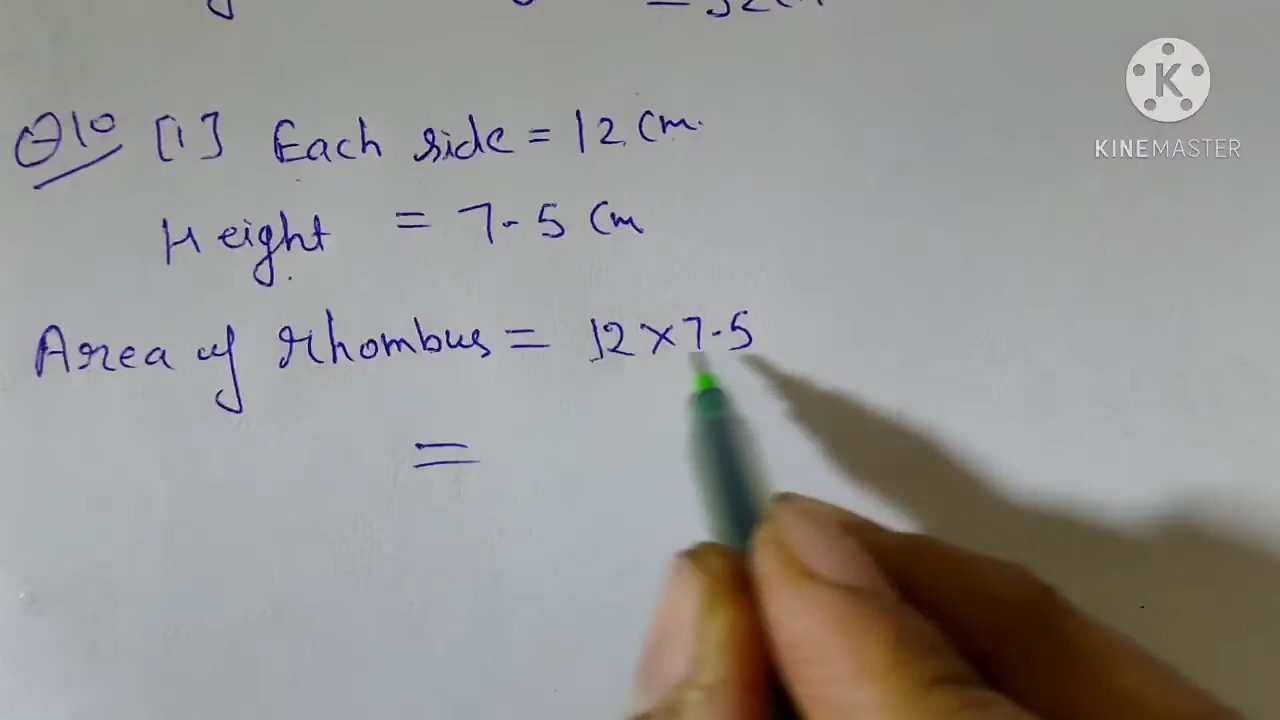 Q10 [1] Each side = 12 cm.
Height = 7.5 cm
Area of rhombus = 12 × 7.5
=
K
KINEMASTER